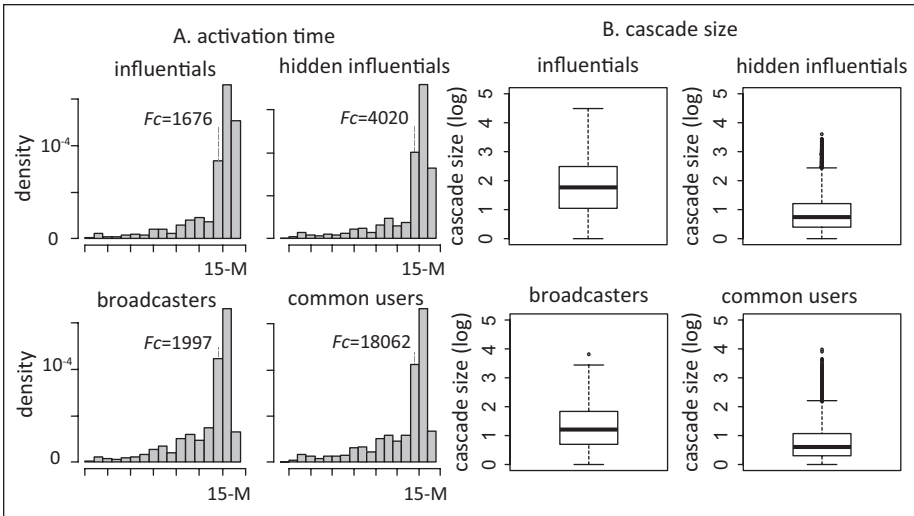 A. activation time
B. cascade size
influentials
hidden influentials
influentials
hidden influentials
density
10⁻⁴
0
Fc=1676
15-M
Fc=4020
15-M
cascade size (log)
0 1 2 3 4 5
cascade size (log)
0 1 2 3 4 5
broadcasters
common users
broadcasters
common users
density
10⁻⁴
0
Fc=1997
15-M
Fc=18062
15-M
cascade size (log)
0 1 2 3 4 5
cascade size (log)
0 1 2 3 4 5